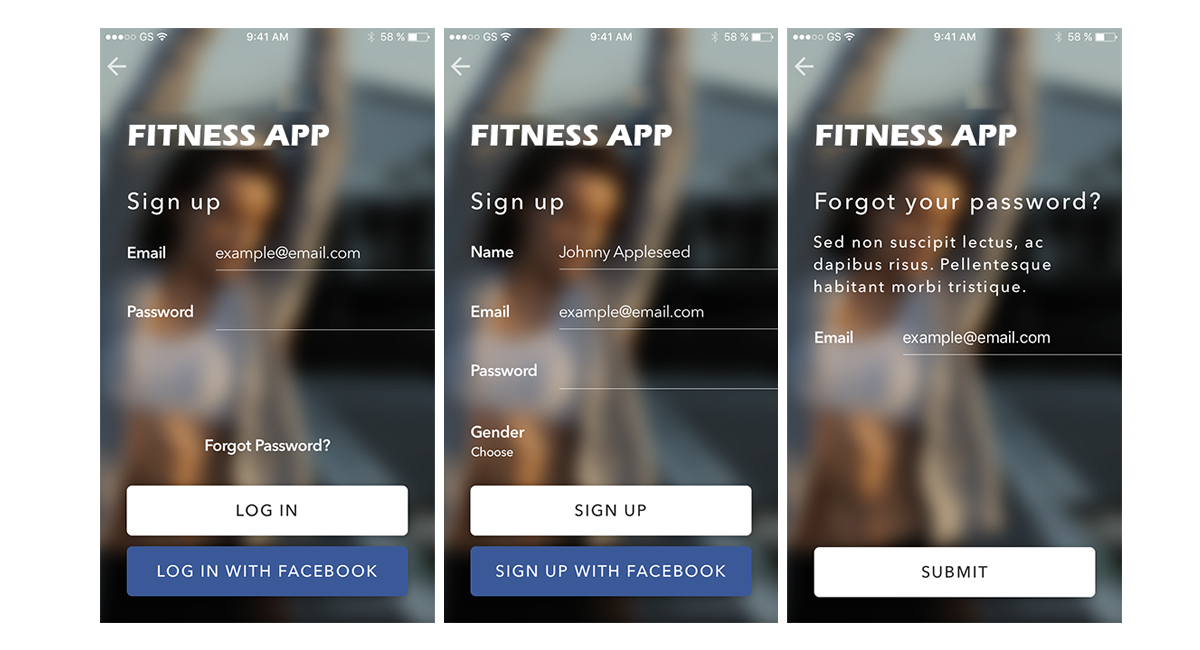 GS 9:41 AM 58 %
FITNESS APP
Sign up
Email example@email.com
Password
Forgot Password?
LOG IN
LOG IN WITH FACEBOOK
GS 9:41 AM 58 %
FITNESS APP
Sign up
Name Johnny Appleseed
Email example@email.com
Password
Gender
Choose
SIGN UP
SIGN UP WITH FACEBOOK
GS 9:41 AM 58 %
FITNESS APP
Forgot your password?
Sed non suscipit lectus, ac
dapibus risus. Pellentesque
habitant morbi tristique.
Email example@email.com
SUBMIT